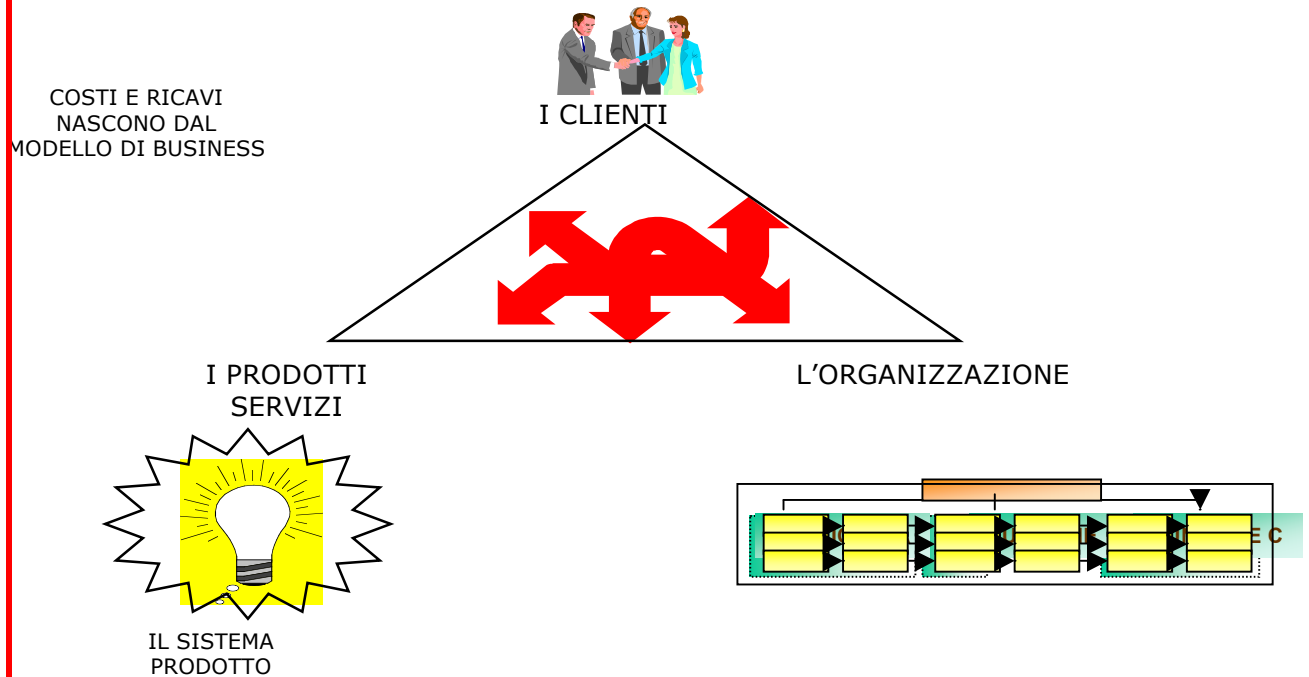 COSTI E RICAVI
NASCONO DAL
MODELLO DI BUSINESS
I CLIENTI
I PRODOTTI
SERVIZI
L’ORGANIZZAZIONE
IL SISTEMA
PRODOTTO